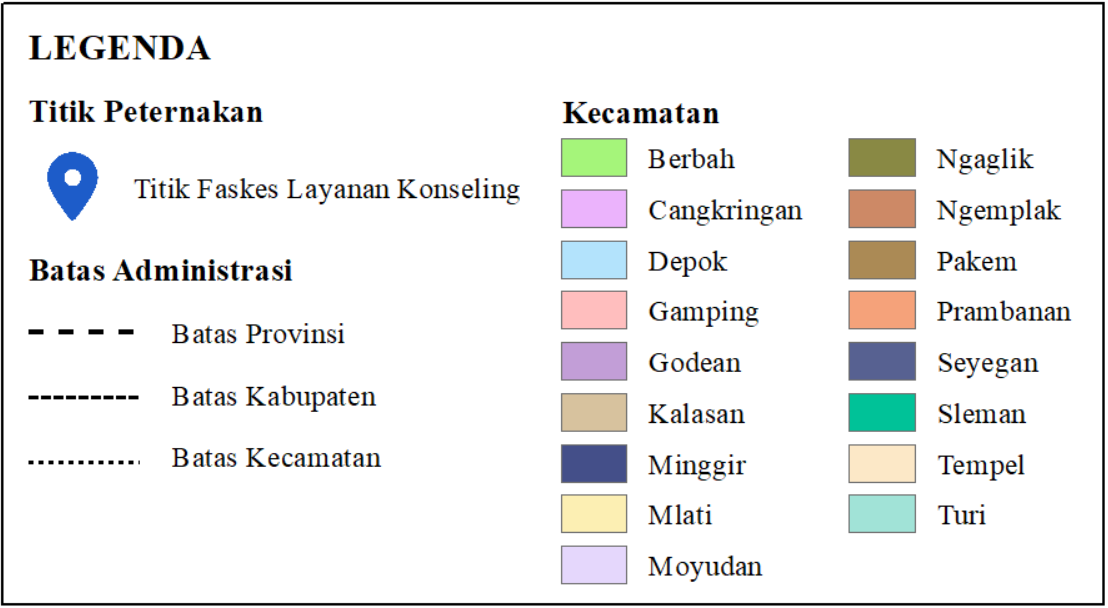 LEGENDA
Titik Peternakan
Titik Faskes Layanan Konseling
Batas Administrasi
Batas Provinsi
Batas Kabupaten
Batas Kecamatan
Kecamatan
Berbah
Cangkringan
Depok
Gamping
Godean
Kalasan
Minggir
Mlati
Moyudan
Ngaglik
Ngemplak
Pakem
Prambanan
Seyegan
Sleman
Tempel
Turi